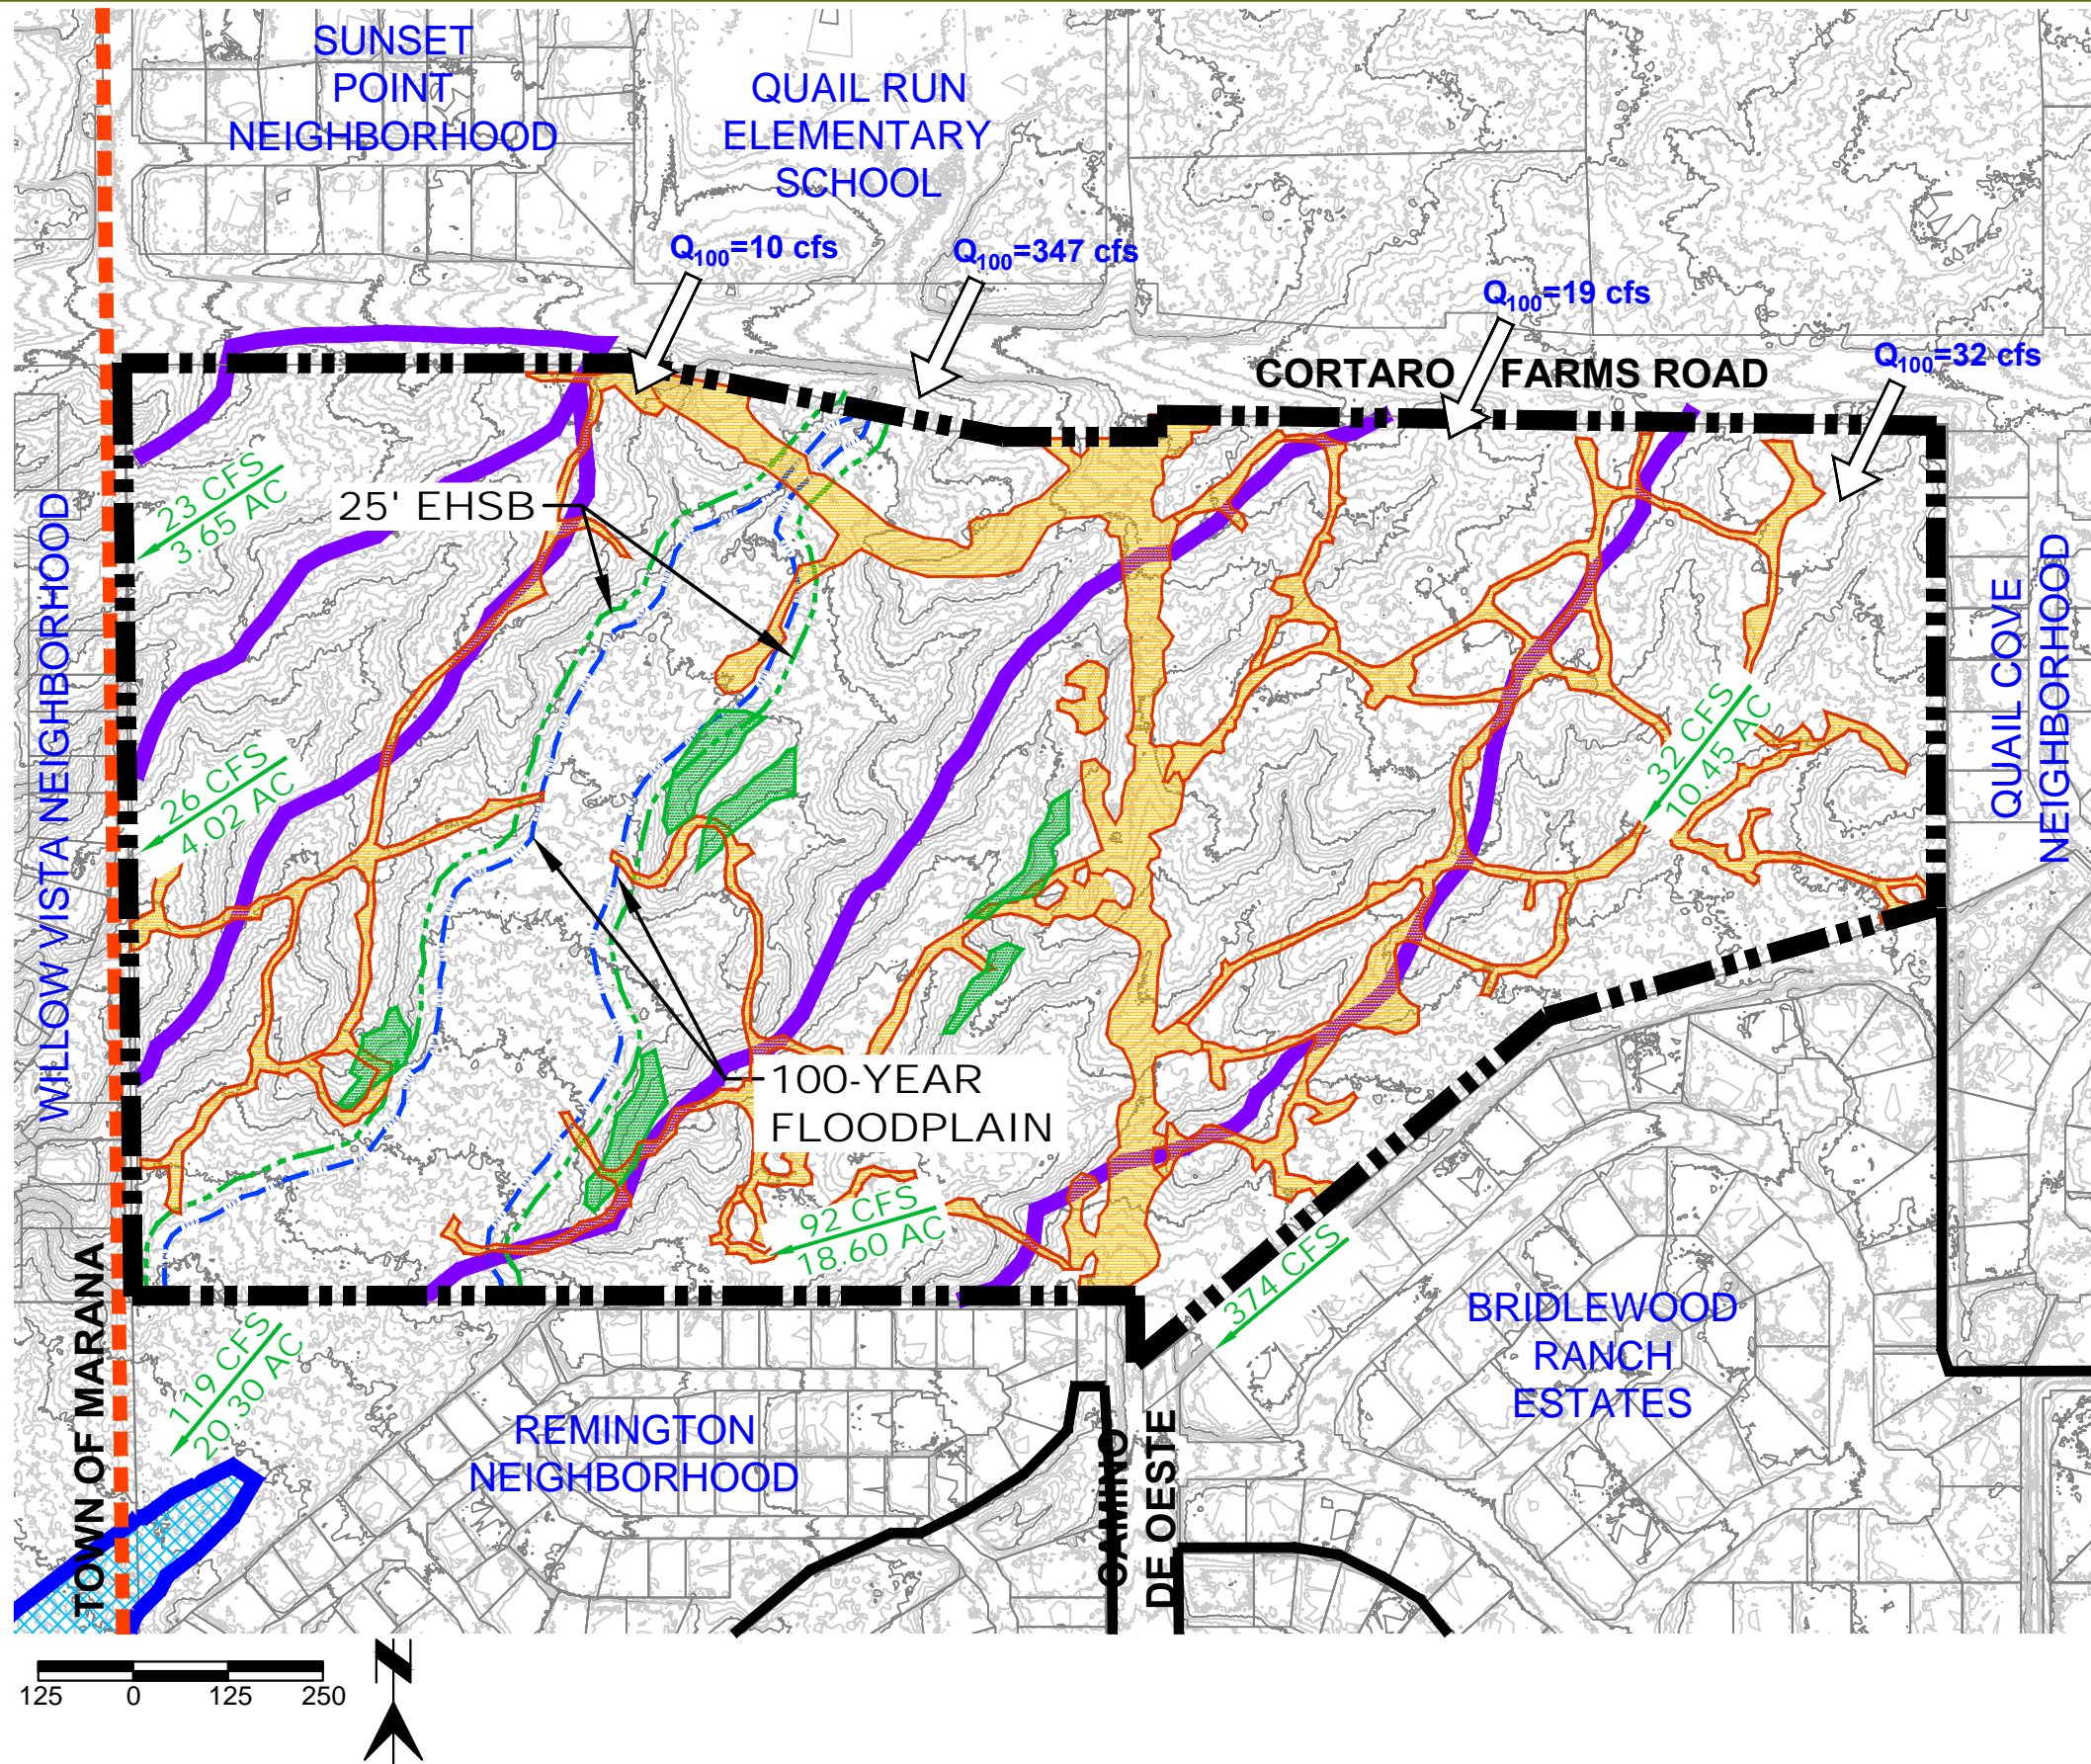 SUNSET
POINT
NEIGHBORHOOD
QUAIL RUN
ELEMENTARY
SCHOOL
Q100=10 cfs
Q100=347 cfs
Q100=19 cfs
Q100=32 cfs
CORTARO FARMS ROAD
23 CFS
3.65 AC
25' EHSB
WILLOW VISTA NEIGHBORHOOD
QUAIL COVE
NEIGHBORHOOD
26 CFS
4.02 AC
32 CFS
10.45 AC
100-YEAR
FLOODPLAIN
92 CFS
18.60 AC
374 CFS
BRIDLEWOOD
RANCH
ESTATES
119 CFS
20.30 AC
TOWN OF MARANA
REMINGTON
NEIGHBORHOOD
CAMINO
DE OESTE
125 0 125 250
N